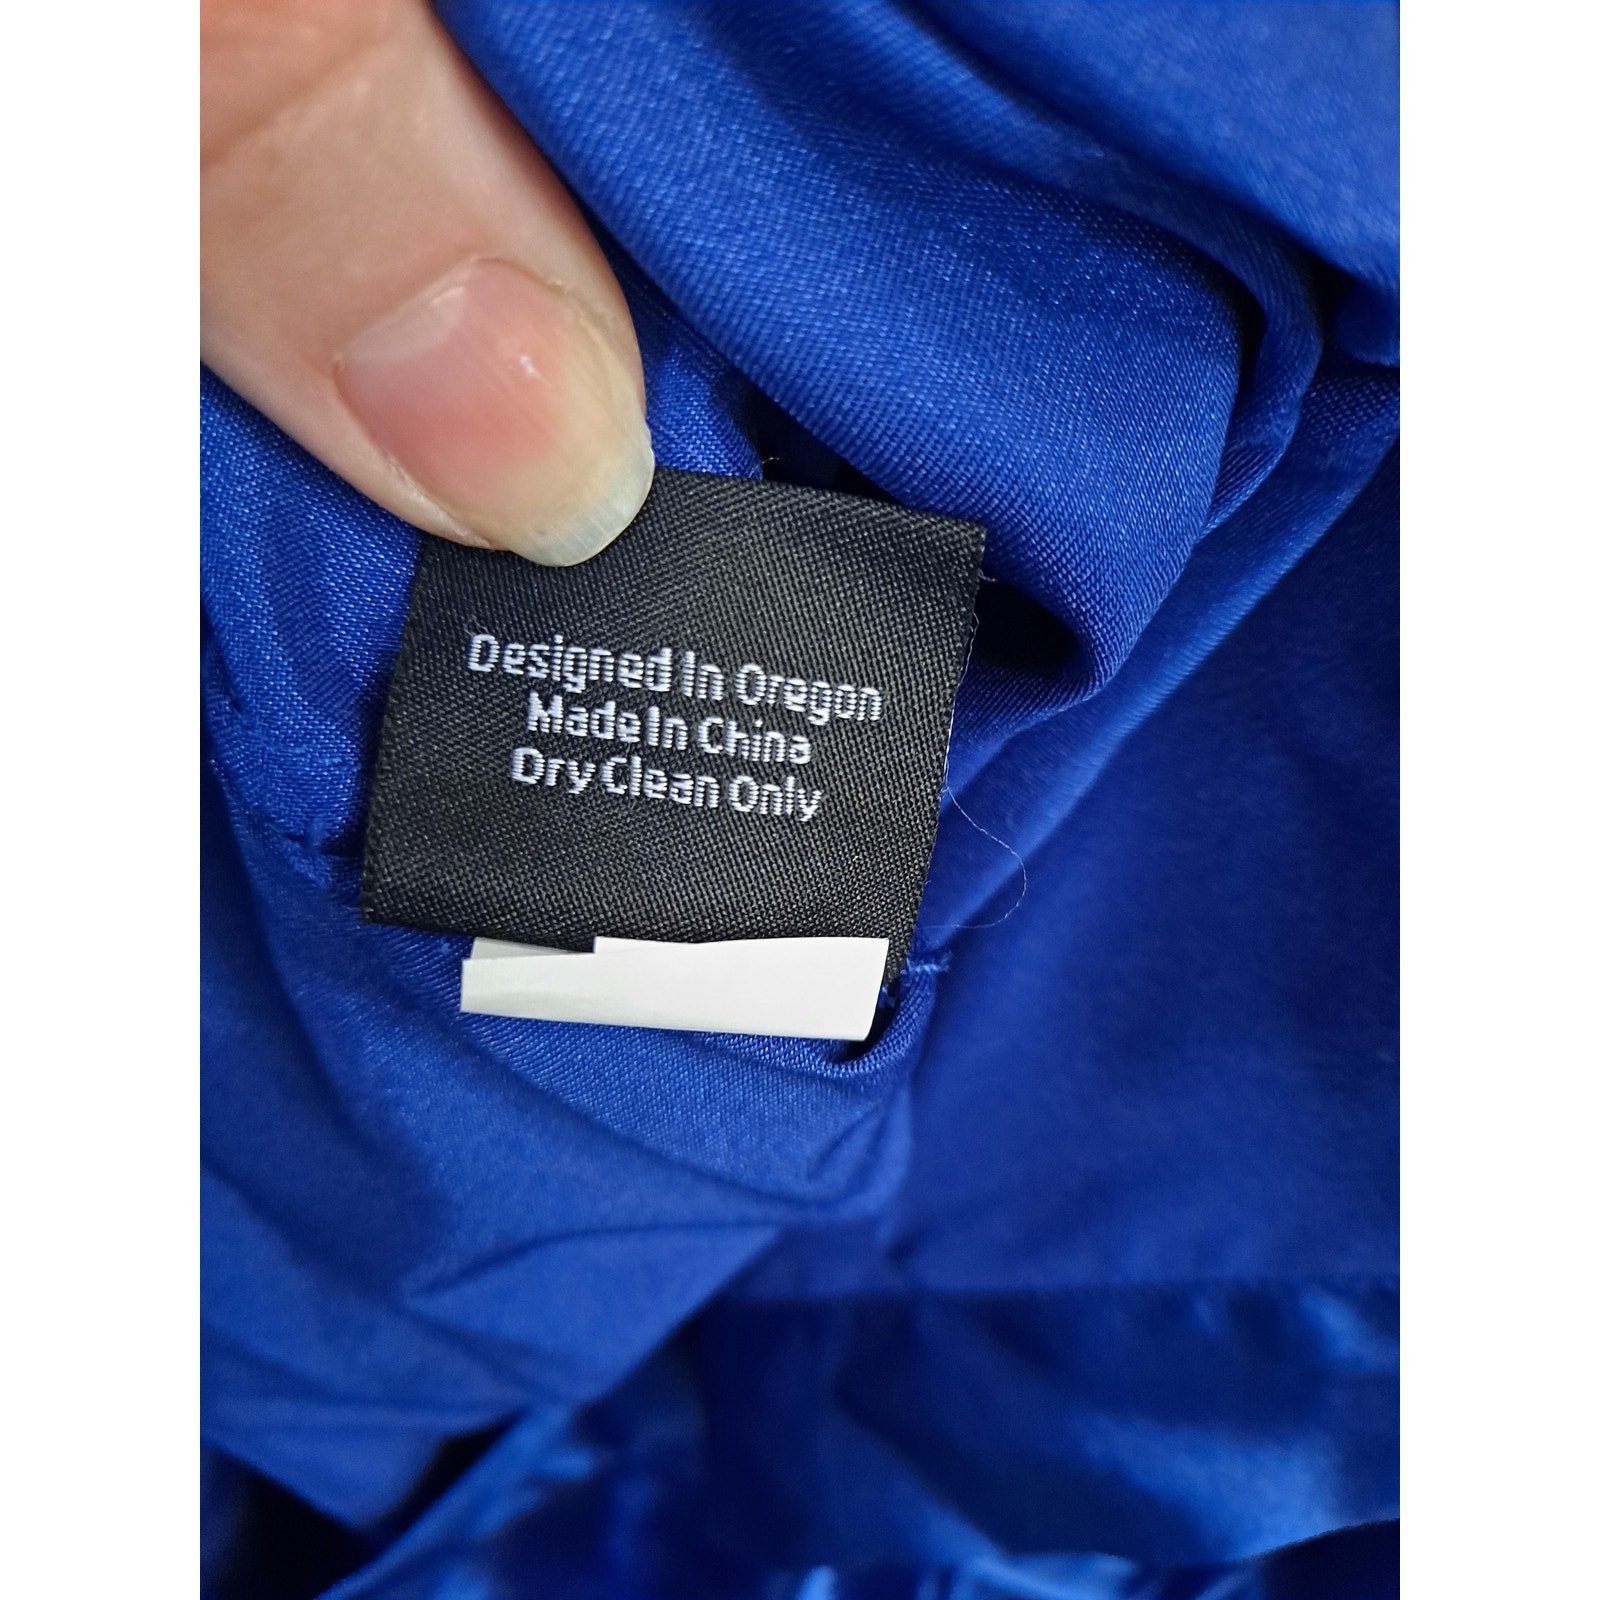 Designed In Oregon
Made In China
Dry Clean Only